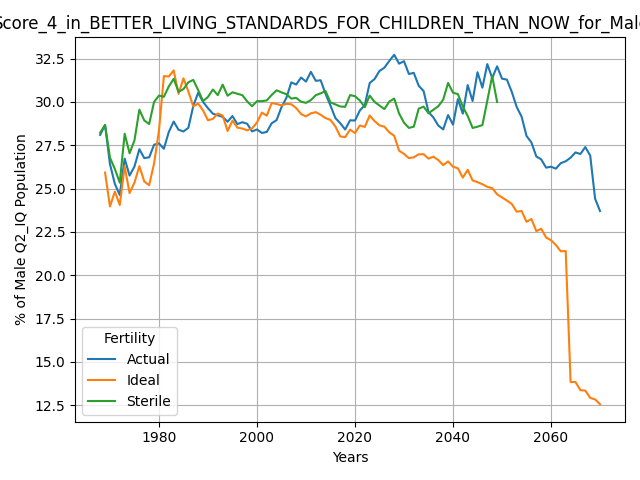 Score_4_in_BETTER_LIVING_STANDARDS_FOR_CHILDREN_THAN_NOW_for_Male
% of Male Q2_IQ Population
32.5
30.0
27.5
25.0
22.5
20.0
17.5
15.0
12.5
Fertility
Actual
Ideal
Sterile
1980
2000
2020
2040
2060
Years